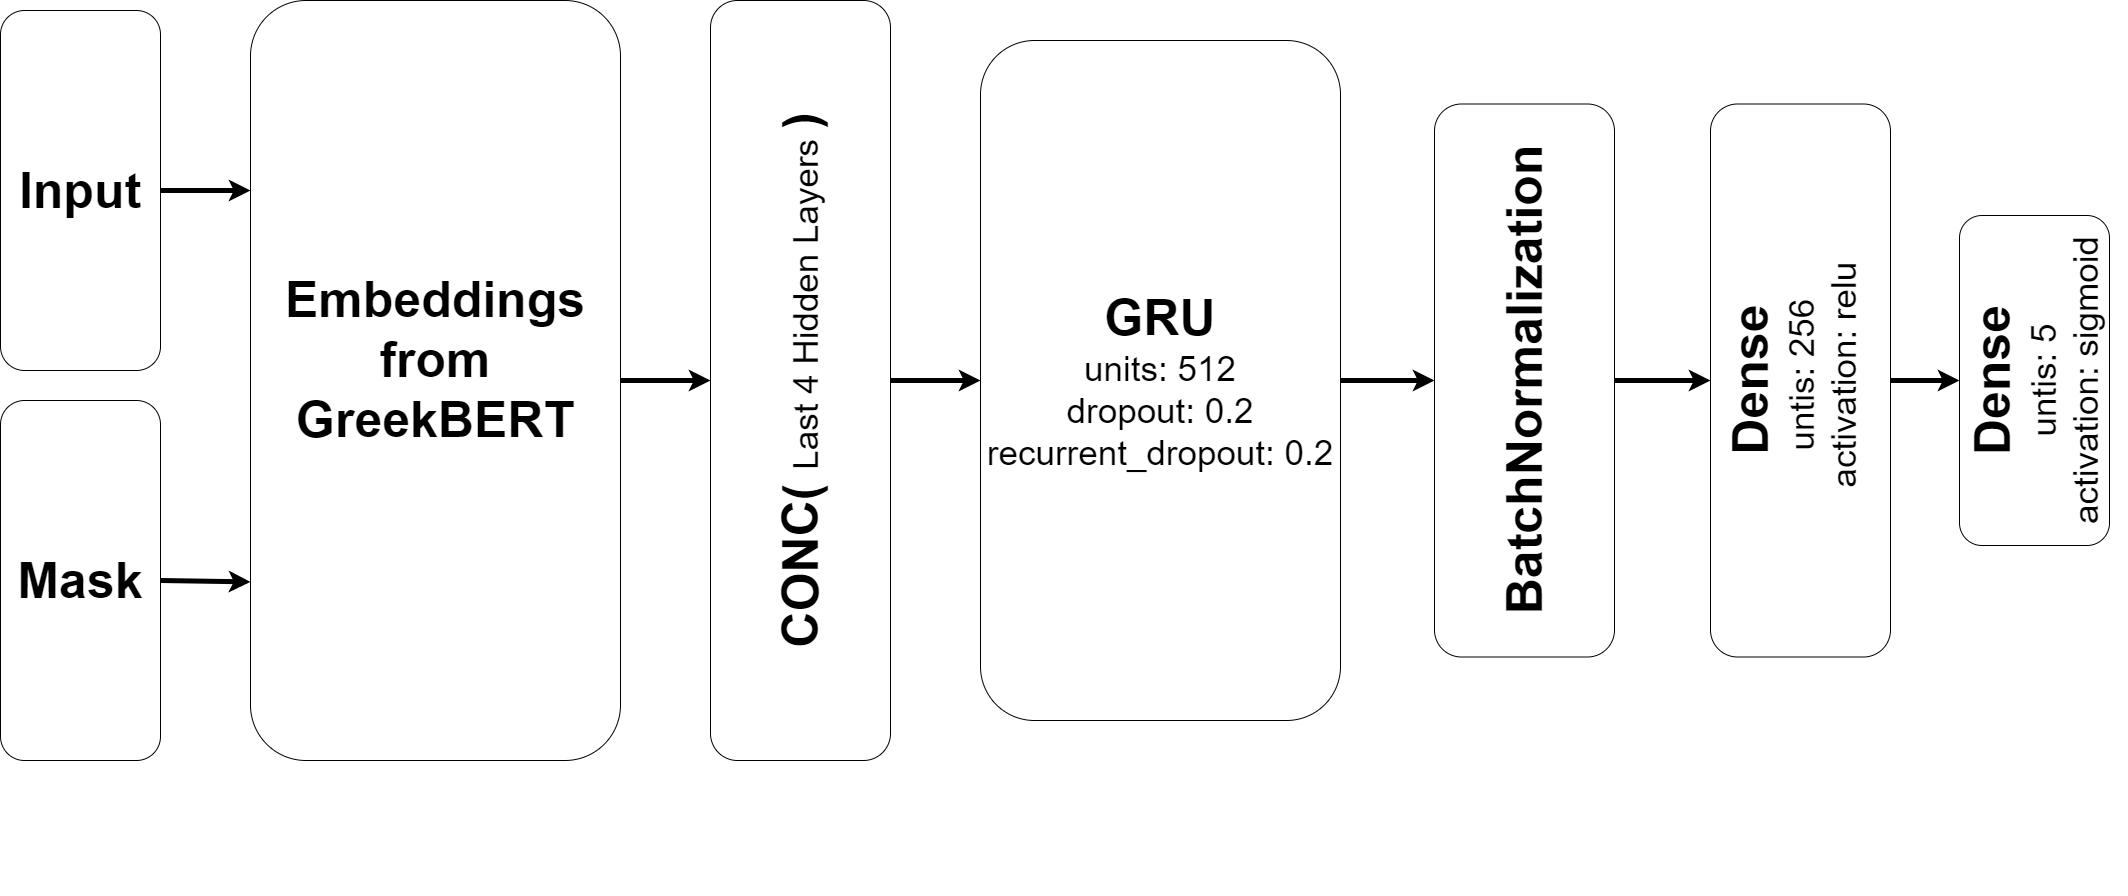 Input
Mask
Embeddings
from
GreekBERT
CONC( Last 4 Hidden Layers )
GRU
units: 512
dropout: 0.2
recurrent_dropout: 0.2
BatchNormalization
Dense
untis: 256
activation: relu
Dense
untis: 5
activation: sigmoid